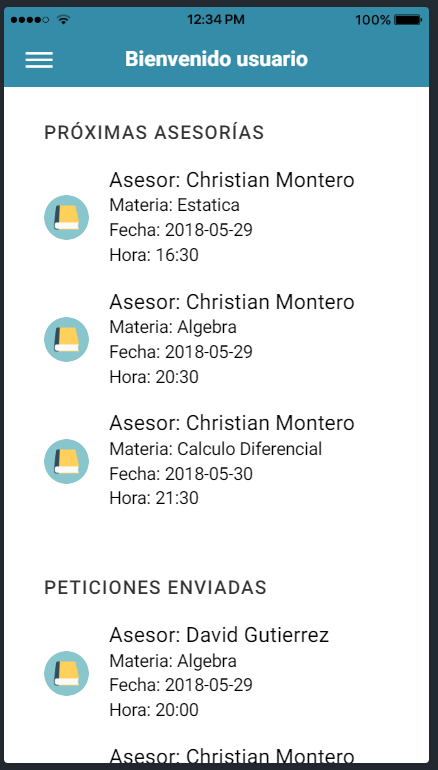 12:34 PM 100%
Bienvenido usuario
PRÓXIMAS ASESORÍAS
Asesor: Christian Montero
Materia: Estatica
Fecha: 2018-05-29
Hora: 16:30
Asesor: Christian Montero
Materia: Algebra
Fecha: 2018-05-29
Hora: 20:30
Asesor: Christian Montero
Materia: Calculo Diferencial
Fecha: 2018-05-30
Hora: 21:30
PETICIONES ENVIADAS
Asesor: David Gutierrez
Materia: Algebra
Fecha: 2018-05-29
Hora: 20:00
Asesor: Christian Montero